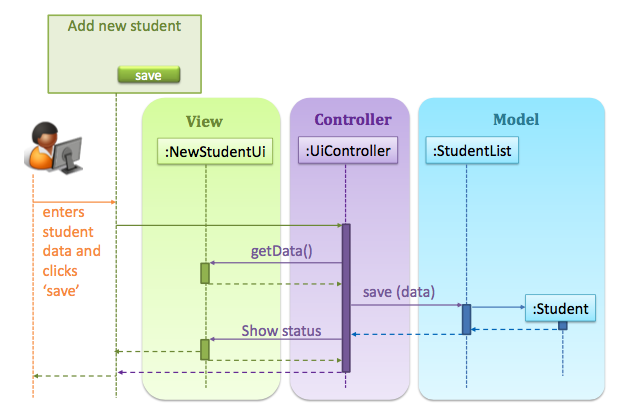 Add new student
save
View
Controller
Model
:NewStudentUi
:UiController
:StudentList
enters
student
data and
clicks
‘save’
getData()
save (data)
:Student
Show status